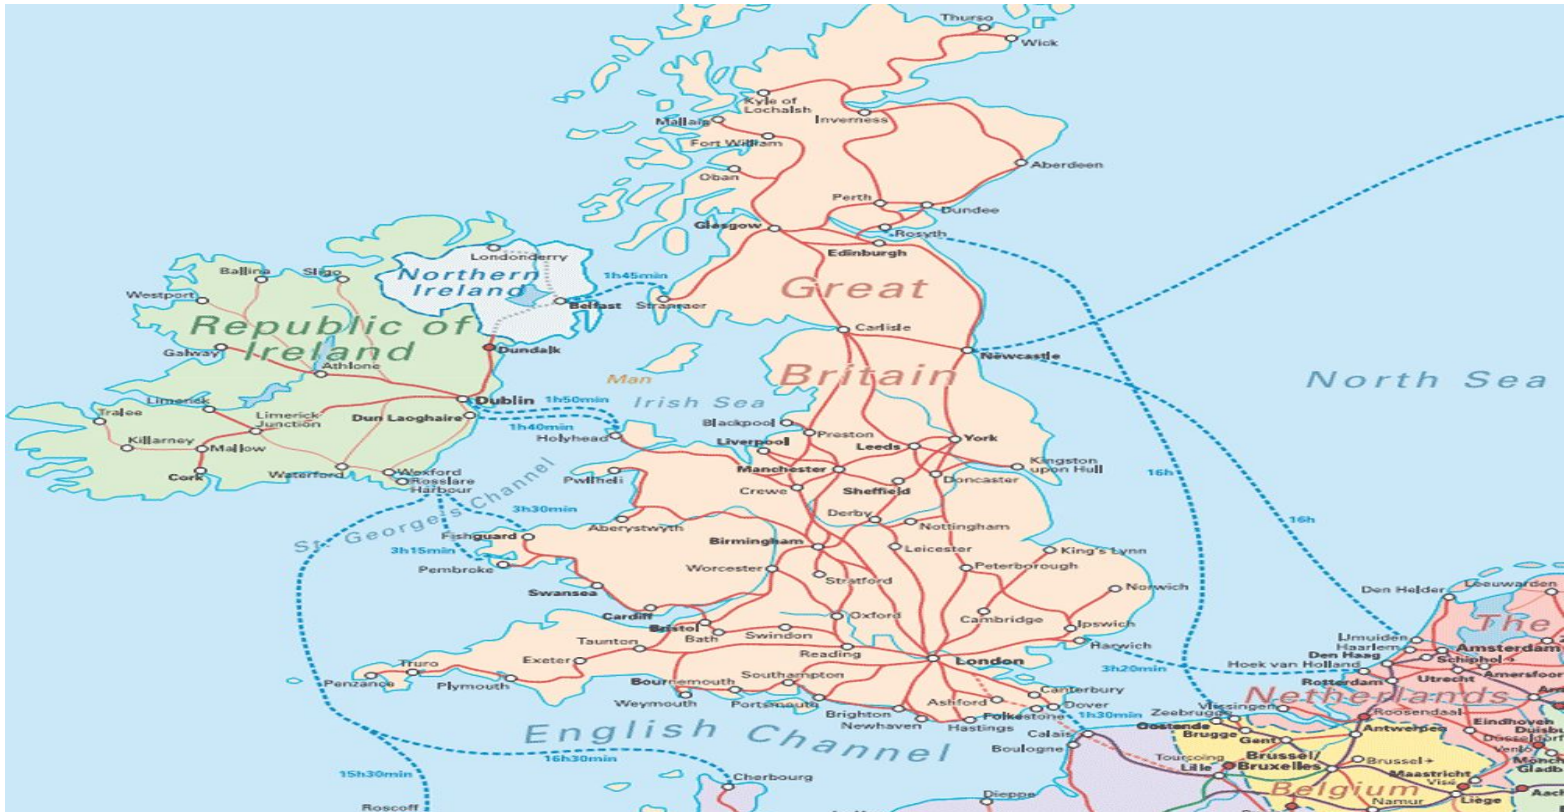 Thurso
Wick
Kyle of
Lochalsh
Mallaig
Inverness
Fort William
Aberdeen
Oban
Perth
Dundee
Glasgow
Rosyth
Edinburgh
Londonderry
Ballina
Sligo
Northern
Ireland
1h45min
Westport
Belfast
Stranraer
Great
Republic of
Ireland
Carlisle
Galway
Dundalk
Newcastle
Athlone
Man
Britain
North Sea
Irish Sea
Limerick
Dublin
1h50min
Tralee
Limerick
Junction
Dun Laoghaire
1h40min
Blackpool
Holyhead
Preston
Killarney
Mallow
Liverpool
Leeds
York
Kingston
upon Hull
Cork
Waterford
Wexford
Rosslare
Harbour
Pwllheli
Manchester
Crewe
Sheffield
Doncaster
16h
St. George's Channel
3h30min
Aberystwyth
Derby
Nottingham
16h
Fishguard
3h15min
Pembroke
Birmingham
Leicester
King's Lynn
Worcester
Stratford
Peterborough
Norwich
Swansea
Den Helder
Leeuwarden
Cardiff
Oxford
Cambridge
Ipswich
The
Bristol
Bath
Swindon
Taunton
Reading
Harwich
IJmuiden
Haarlem
Amsterdam
Den Haag
Schiphol
Exeter
London
3h20min
Hoek van Holland
Truro
Penzance
Plymouth
Rotterdam
Utrecht
Amersfoort
Bournemouth
Southampton
Weymouth
Portsmouth
Ashford
Canterbury
Dover
Netherlands
Brighton
Newhaven
Folkestone
Hastings
1h30min
Zeebrugge
Vlissingen
Roosendaal
English Channel
Calais
Boulogne
Oostende
Brugge
Gent
Antwerpen
Eindhoven
Duisbu
Düsseldorf
Venlo
16h30min
Tourcoing
Lille
Brussel/
Bruxelles
Brussel
Mönch
Gladb
15h30min
Cherbourg
Maastricht
Visé
Belgium
Liège
Aach
Roscoff
Dieppe
Namur